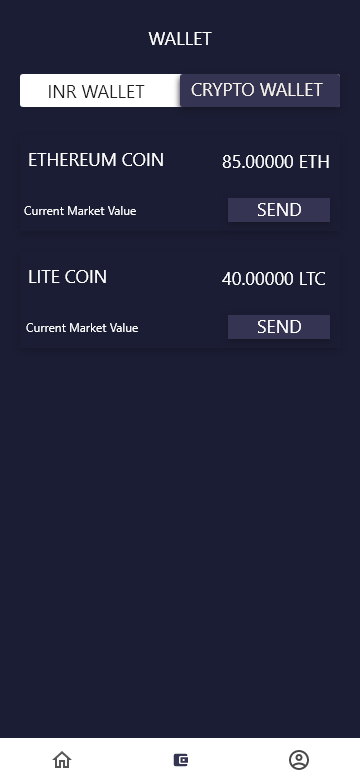 WALLET
INR WALLET
CRYPTO WALLET
ETHEREUM COIN
85.00000 ETH
Current Market Value
SEND
LITE COIN
40.00000 LTC
Current Market Value
SEND